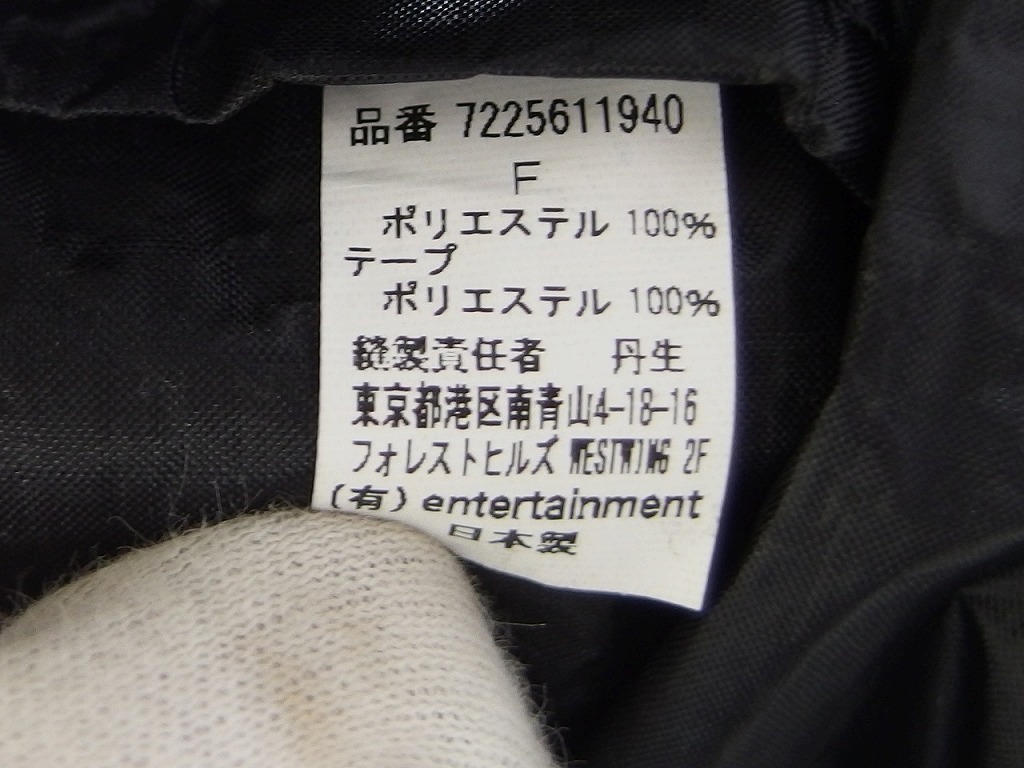 品番 7225611940
F
ポリエステル 100%
テープ
ポリエステル 100%
縫製責任者 丹生
東京都港区南青山4-18-16
フォレストヒルズ WESTWING 2F
(有) entertainment
日本製